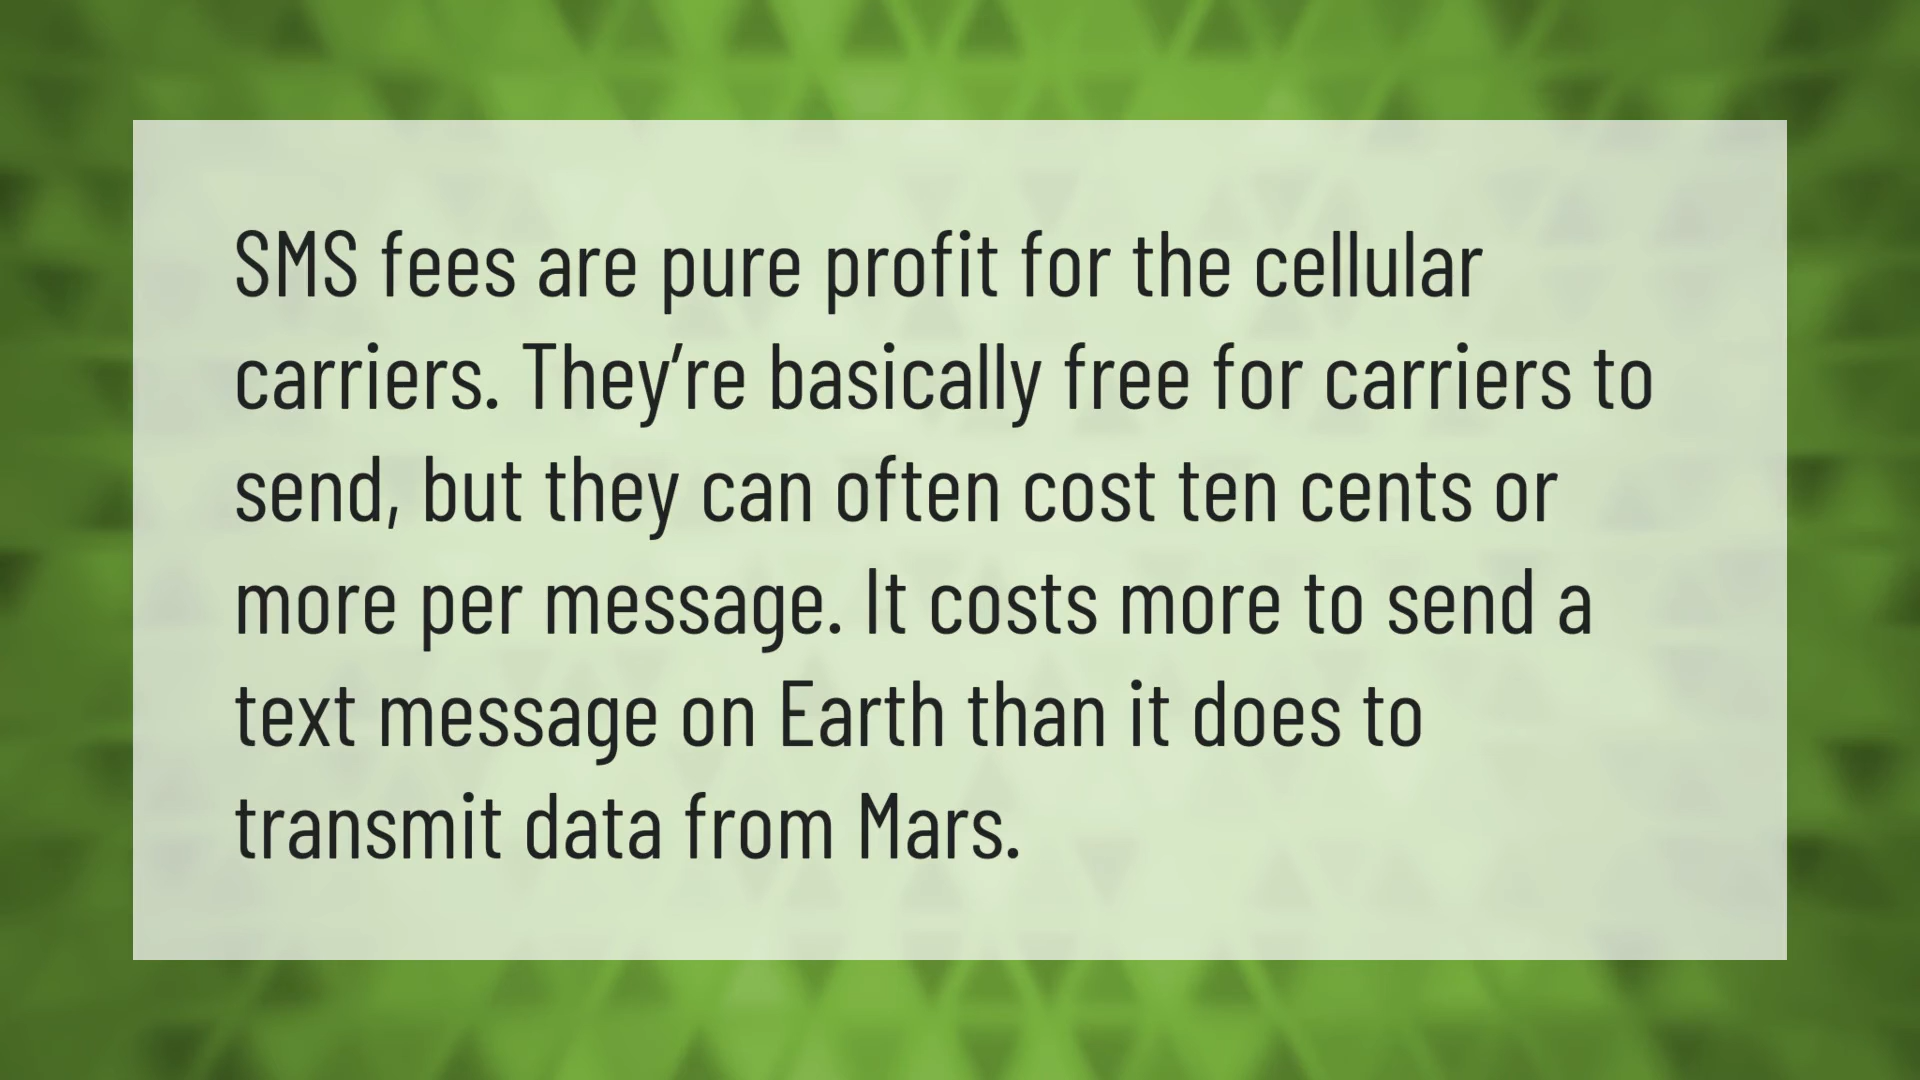 SMS fees are pure profit for the cellular
carriers. They’re basically free for carriers to
send, but they can often cost ten cents or
more per message. It costs more to send a
text message on Earth than it does to
transmit data from Mars.